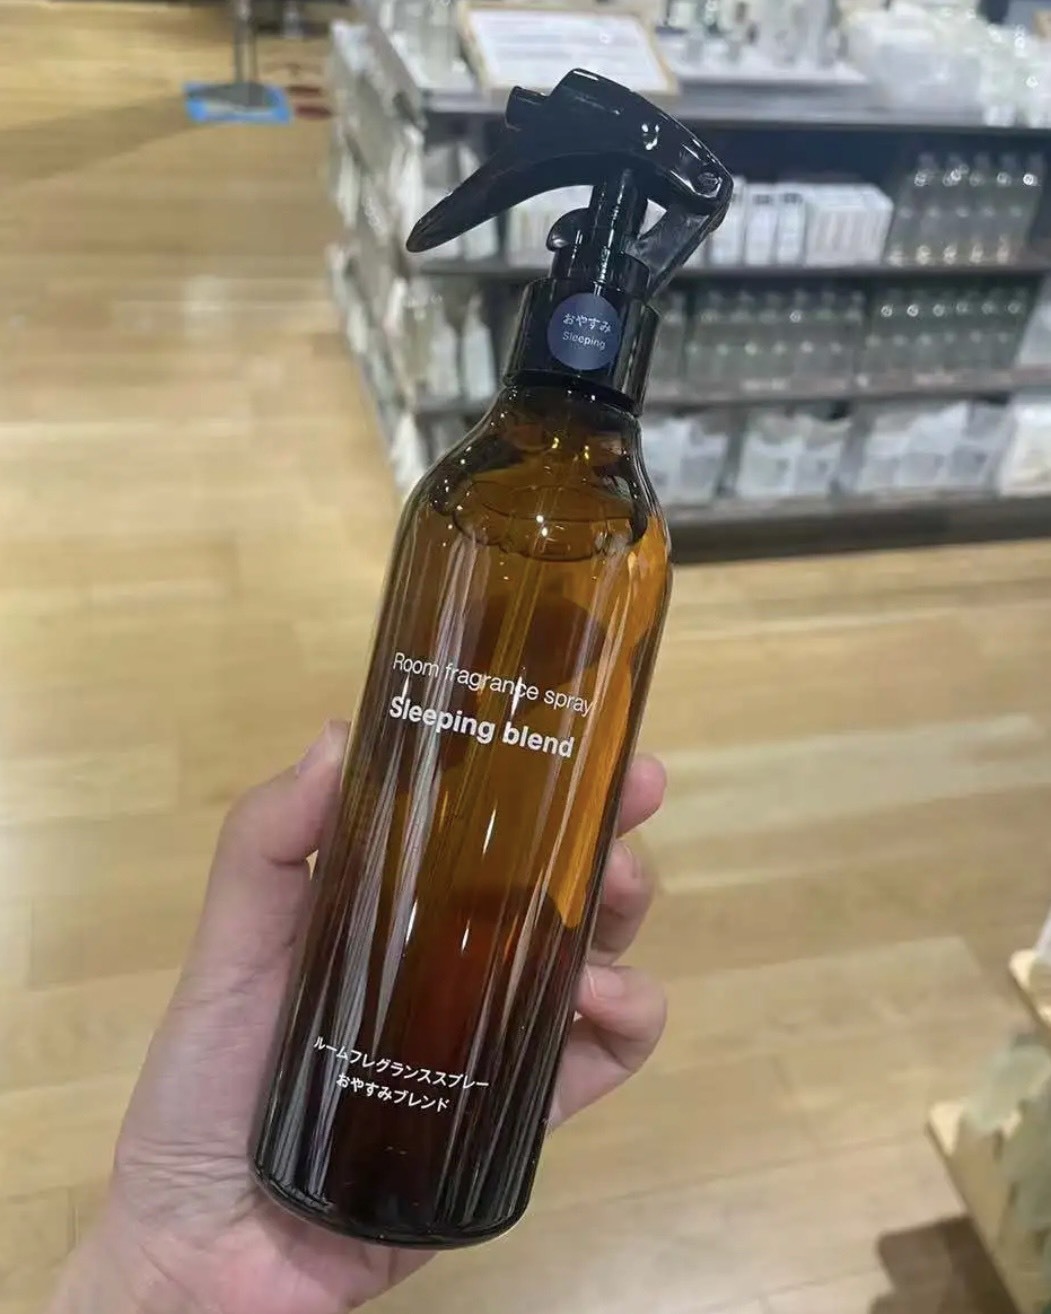 おやすみ
Sleeping
Room fragrance spray
Sleeping blend
ルームフレグランススプレー
おやすみブレンド